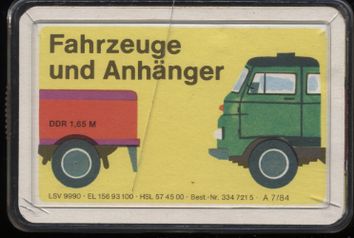 Fahrzeuge
und Anhänger
DDR 1,65 M
LSV 9990 · EL 156 93 100 · HSL 57 45 00 · Best.-Nr. 334 721 5 · A 7/84